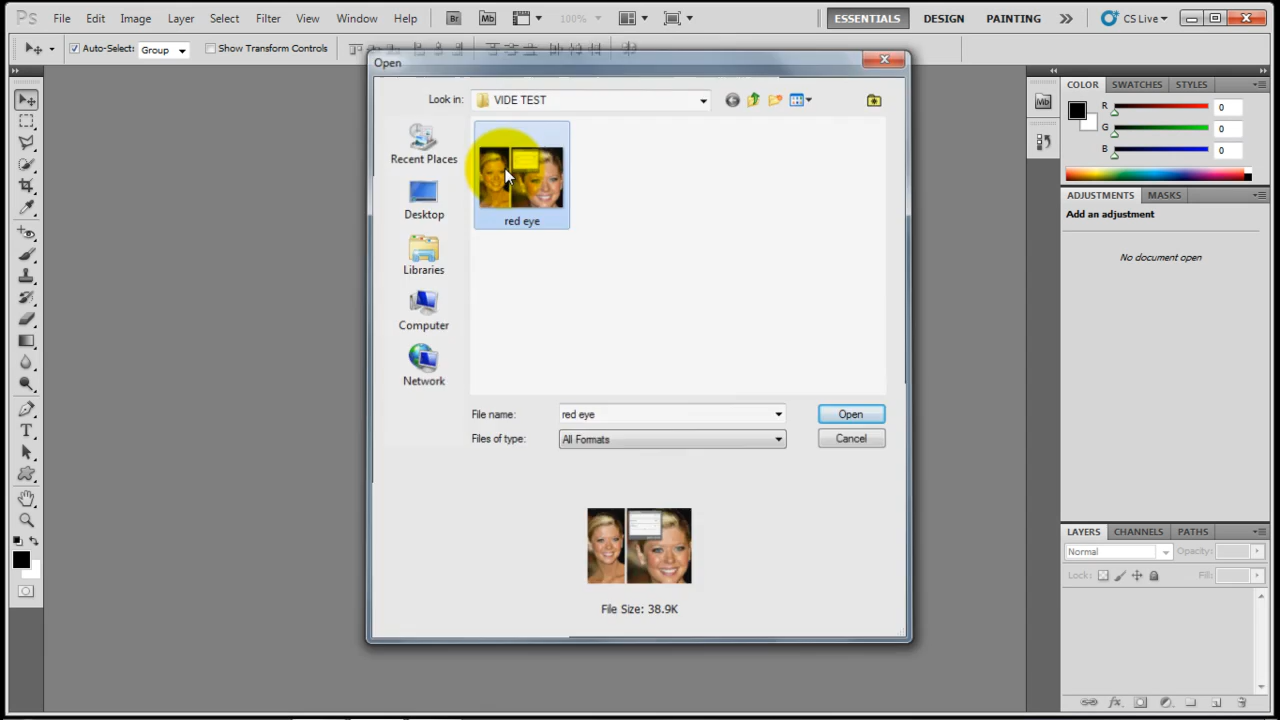 Ps File Edit Image Layer Select Filter View Window Help Br Mb 100% ESSENTIALS DESIGN PAINTING CS Live
Auto-Select: Group Show Transform Controls
Open
Look in: VIDE TEST
Recent Places
Desktop
Libraries
Computer
Network
red eye
File name: red eye Open
Files of type: All Formats Cancel
File Size: 38.9K
COLOR SWATCHES STYLES
Mb
R 0
G 0
B 0
ADJUSTMENTS MASKS
Add an adjustment
No document open
LAYERS CHANNELS PATHS
Normal Opacity:
Lock: Fill: